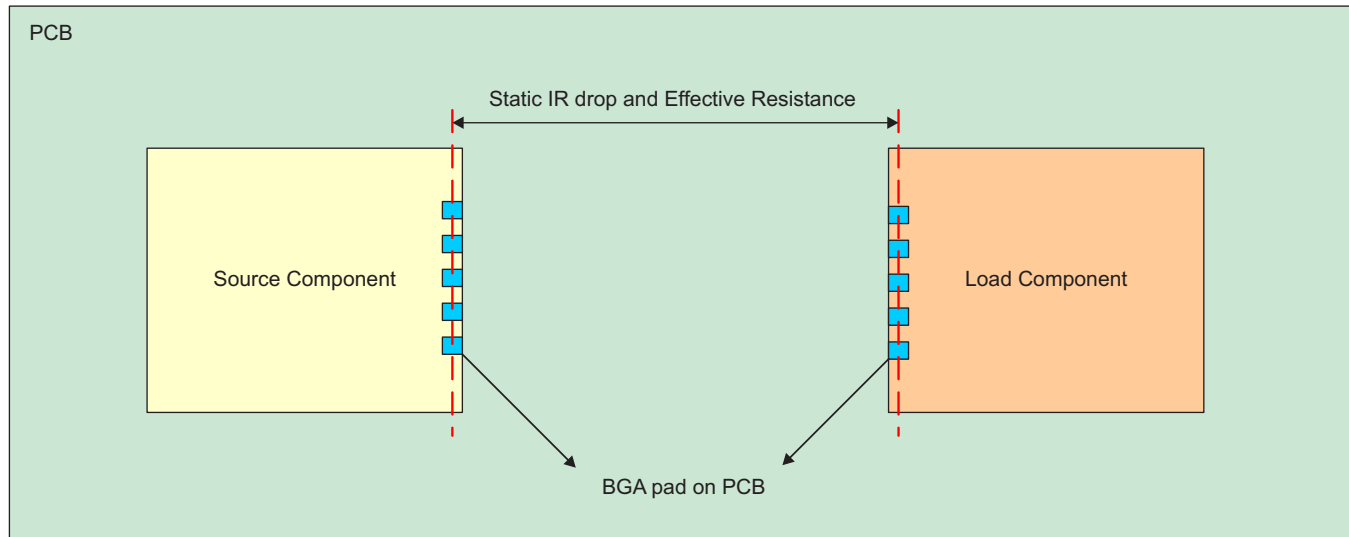 PCB
Static IR drop and Effective Resistance
Source Component
Load Component
BGA pad on PCB